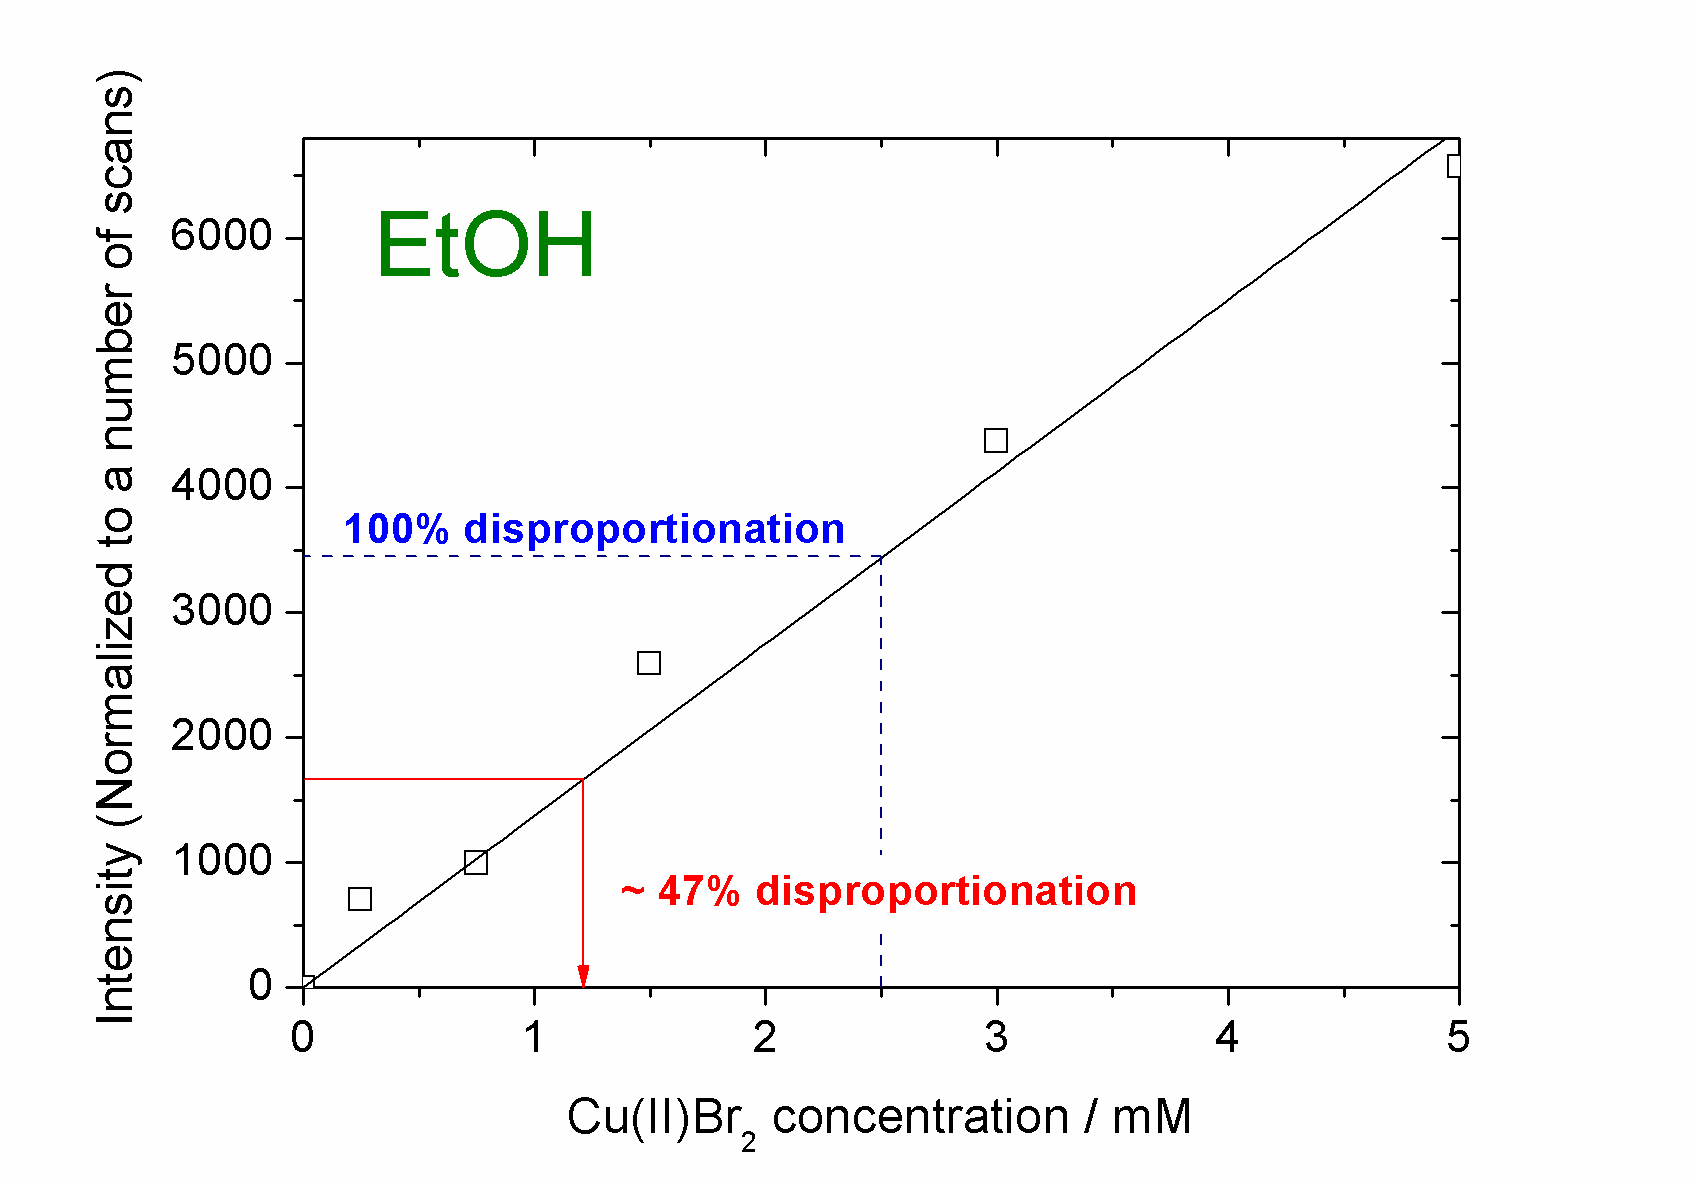 Intensity (Normalized to a number of scans)
EtOH
6000
5000
4000
3000
2000
1000
0
100% disproportionation
~ 47% disproportionation
0 1 2 3 4 5
Cu(II)Br2 concentration / mM